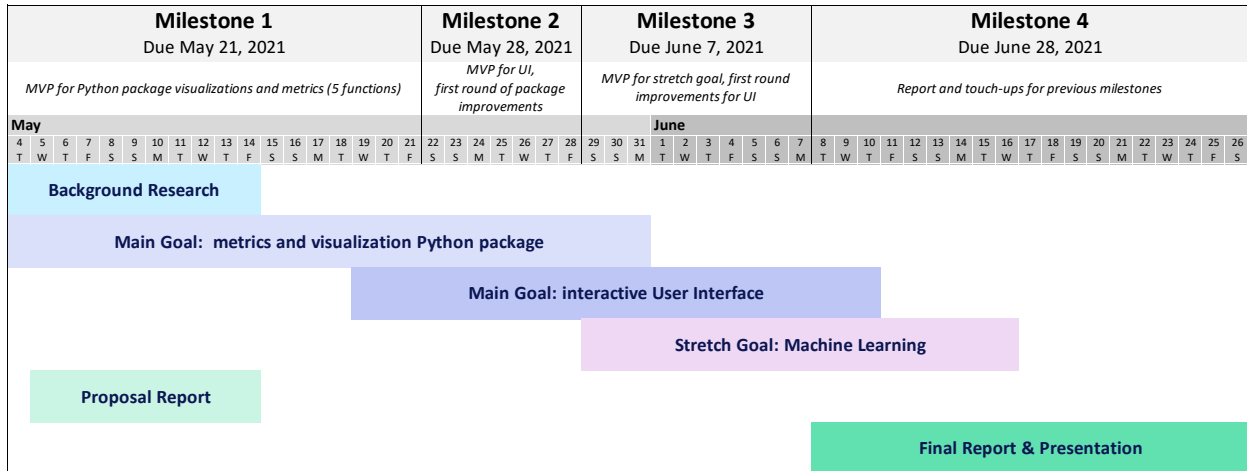 Milestone 1
Due May 21, 2021
Milestone 2
Due May 28, 2021
Milestone 3
Due June 7, 2021
Milestone 4
Due June 28, 2021
MVP for Python package visualizations and metrics (5 functions)
MVP for UI,
first round of package
improvements
MVP for stretch goal, first round
improvements for UI
Report and touch-ups for previous milestones
May June
4 5 6 7 8 9 10 11 12 13 14 15 16 17 18 19 20 21 22 23 24 25 26 27 28 29 30 31 1 2 3 4 5 6 7 8 9 10 11 12 13 14 15 16 17 18 19 20 21 22 23 24 25 26
T W T F S S M T W T F S S M T W T F S S M T W T F S S M T W T F S S M T W T F S S M T W T F S S M T W T F S
Background Research
Main Goal: metrics and visualization Python package
Main Goal: interactive User Interface
Stretch Goal: Machine Learning
Proposal Report
Final Report & Presentation